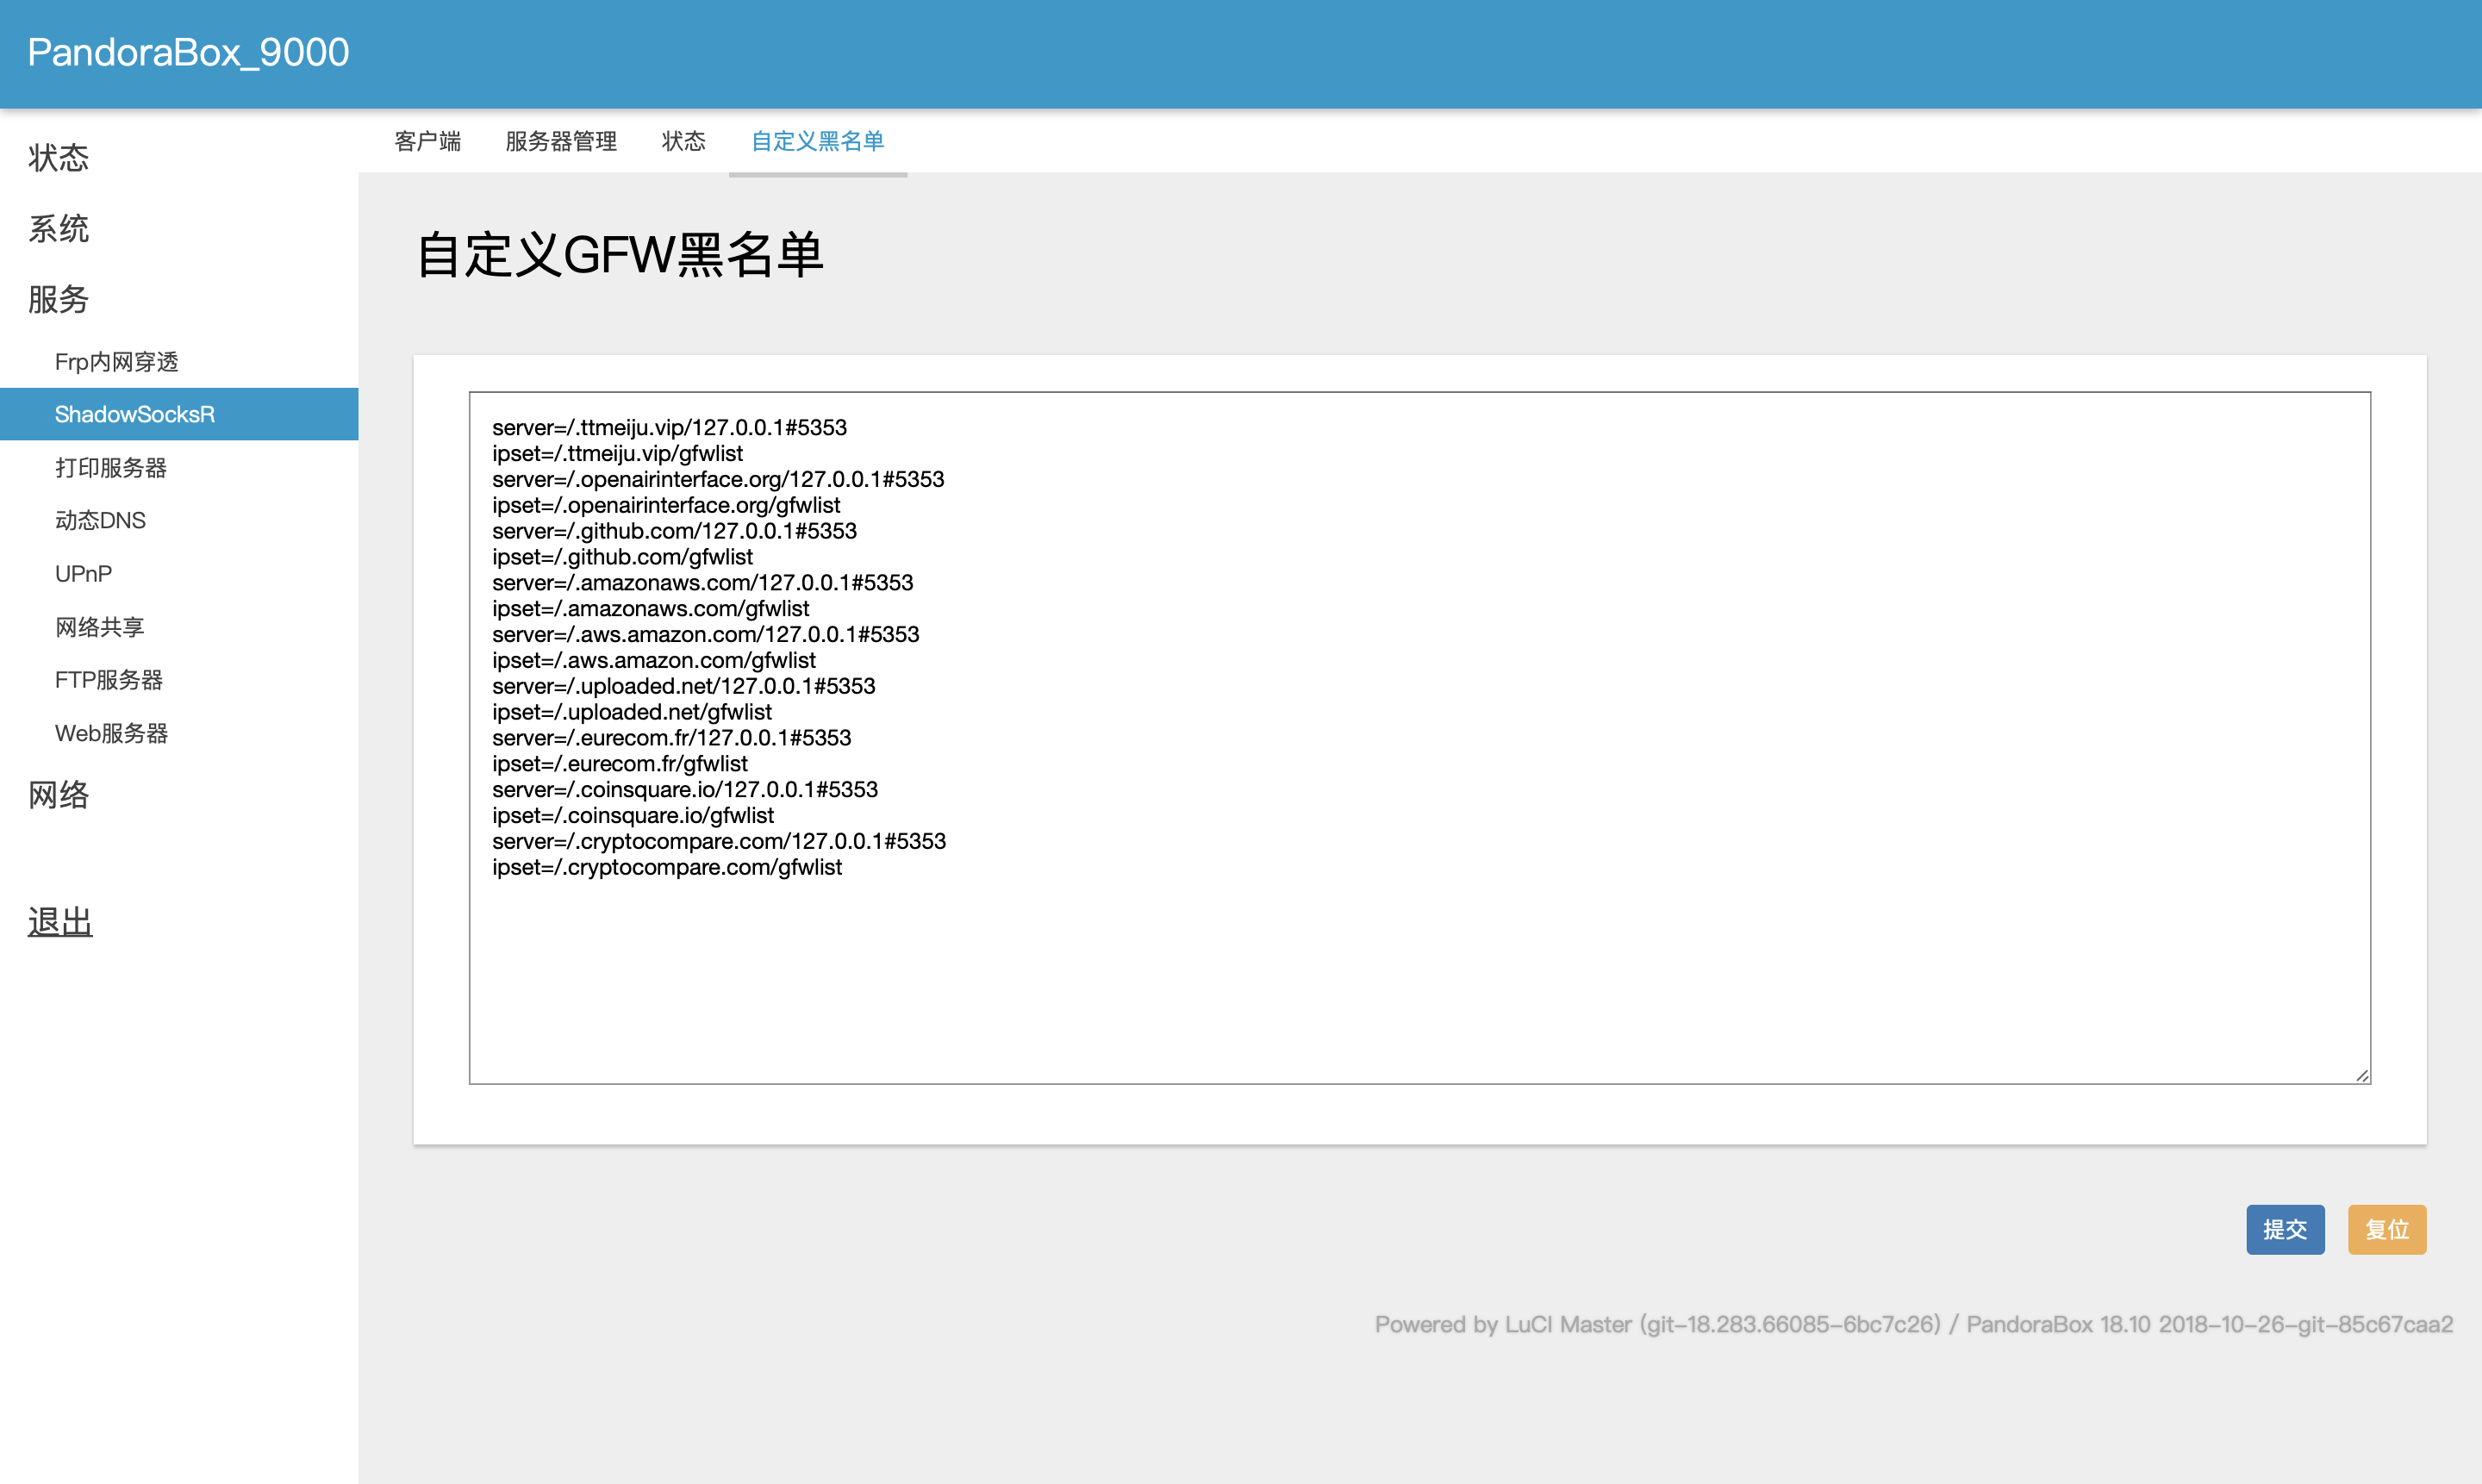 PandoraBox_9000
状态
系统
服务
Frp内网穿透
ShadowSocksR
打印服务器
动态DNS
UPnP
网络共享
FTP服务器
Web服务器
网络
退出
客户端 服务器管理 状态 自定义黑名单
自定义GFW黑名单
server=/.ttmeiju.vip/127.0.0.1#5353
ipset=/.ttmeiju.vip/gfwlist
server=/.openairinterface.org/127.0.0.1#5353
ipset=/.openairinterface.org/gfwlist
server=/.github.com/127.0.0.1#5353
ipset=/.github.com/gfwlist
server=/.amazonaws.com/127.0.0.1#5353
ipset=/.amazonaws.com/gfwlist
server=/.aws.amazon.com/127.0.0.1#5353
ipset=/.aws.amazon.com/gfwlist
server=/.uploaded.net/127.0.0.1#5353
ipset=/.uploaded.net/gfwlist
server=/.eurecom.fr/127.0.0.1#5353
ipset=/.eurecom.fr/gfwlist
server=/.coinsquare.io/127.0.0.1#5353
ipset=/.coinsquare.io/gfwlist
server=/.cryptocompare.com/127.0.0.1#5353
ipset=/.cryptocompare.com/gfwlist
提交 复位
Powered by LuCI Master (git-18.283.66085-6bc7c26) / PandoraBox 18.10 2018-10-26-git-85c67caa2